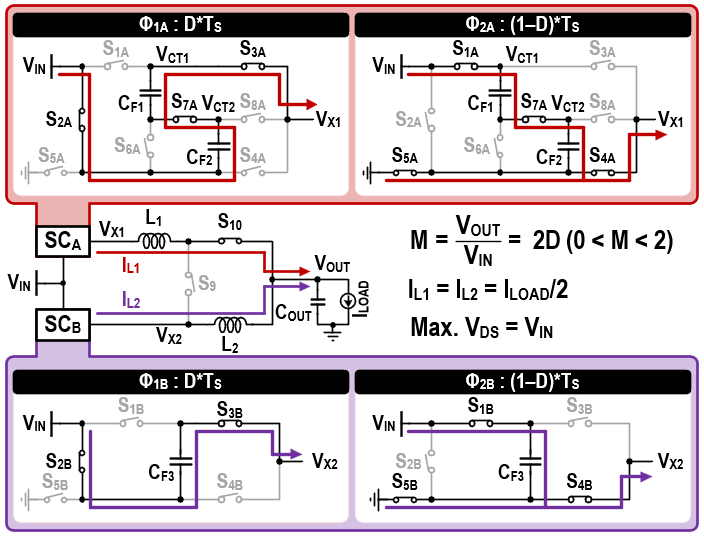 Φ1A : D*TS
Φ2A : (1–D)*TS
VIN S1A VCT1 S3A
CF1 S7A VCT2 S8A VX1
S2A
S6A CF2 S4A
S5A
VIN S1A VCT1 S3A
CF1 S7A VCT2 S8A VX1
S2A
S6A CF2 S4A
S5A
SCA VX1 L1 S10
IL1 VOUT
VIN S9
IL2 COUT ILOAD
SCB VX2 L2
M = VOUT/VIN = 2D (0 < M < 2)
IL1 = IL2 = ILOAD/2
Max. VDS = VIN
Φ1B : D*TS
Φ2B : (1–D)*TS
VIN S1B S3B
S2B CF3 VX2
S5B S4B
VIN S1B S3B
S2B CF3 VX2
S5B S4B